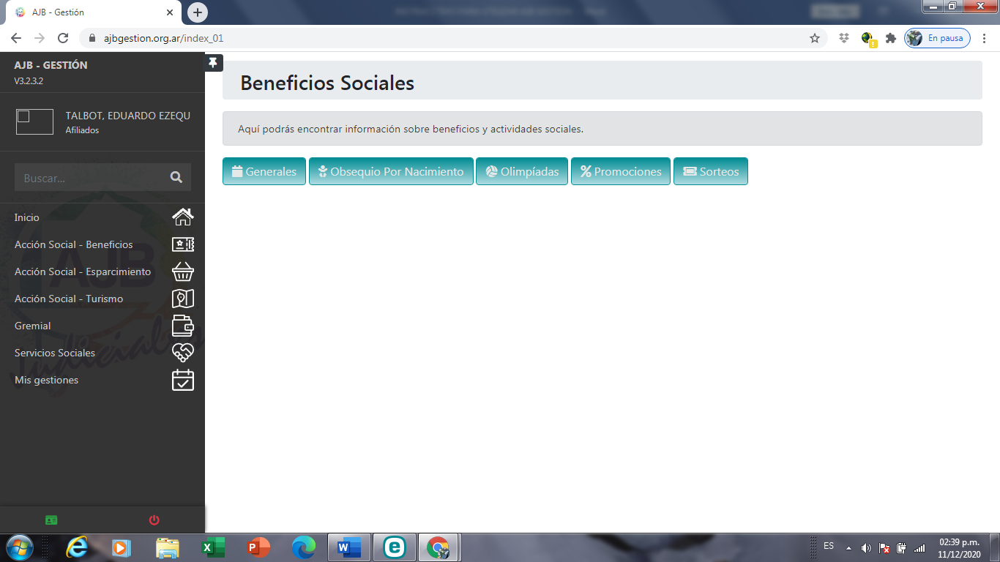 AJB - Gestión
ajbgestion.org.ar/index_01
En pausa
AJB - GESTIÓN
V3.2.3.2
TALBOT, EDUARDO EZEQU
Afiliados
Buscar...
Inicio
Acción Social - Beneficios
Acción Social - Esparcimiento
Acción Social - Turismo
Gremial
Servicios Sociales
Mis gestiones
AJB
Judiciales
Beneficios Sociales
Aquí podrás encontrar información sobre beneficios y actividades sociales.
Generales Obsequio Por Nacimiento Olimpíadas Promociones Sorteos
ES
02:39 p.m.
11/12/2020